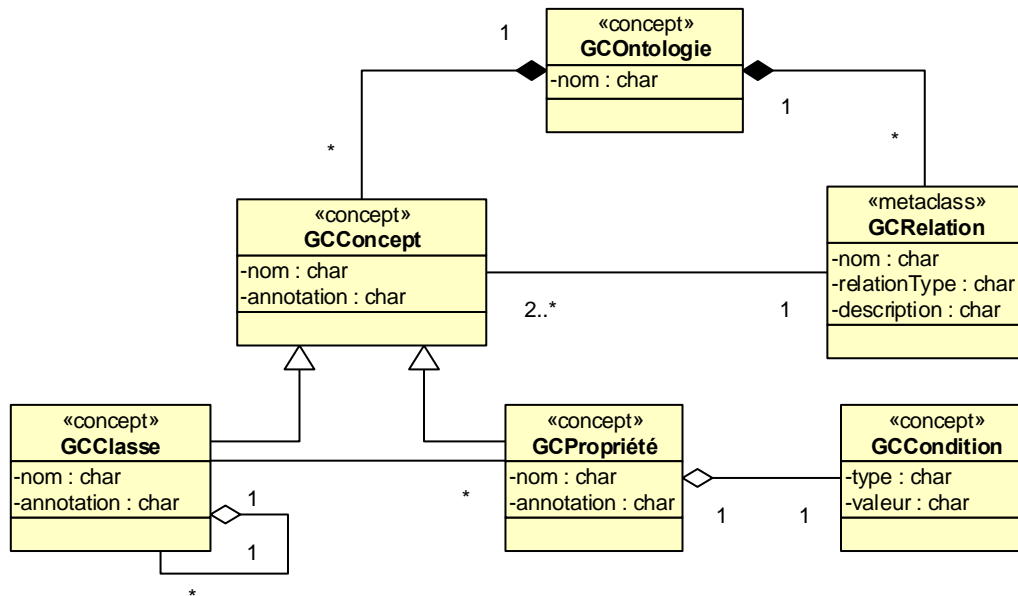 «concept»
GCOntologie
-nom : char
1
1
*
*
«concept»
GCConcept
-nom : char
-annotation : char
«metaclass»
GCRelation
-nom : char
-relationType : char
-description : char
2..*
1
«concept»
GCClasse
-nom : char
-annotation : char
1
1
*
*
«concept»
GCPropriété
-nom : char
-annotation : char
1
1
«concept»
GCCondition
-type : char
-valeur : char